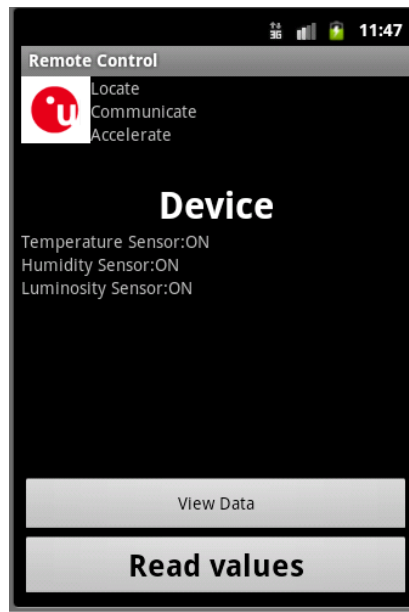 3G 11:47
Remote Control
u
Locate
Communicate
Accelerate
Device
Temperature Sensor:ON
Humidity Sensor:ON
Luminosity Sensor:ON
View Data
Read values